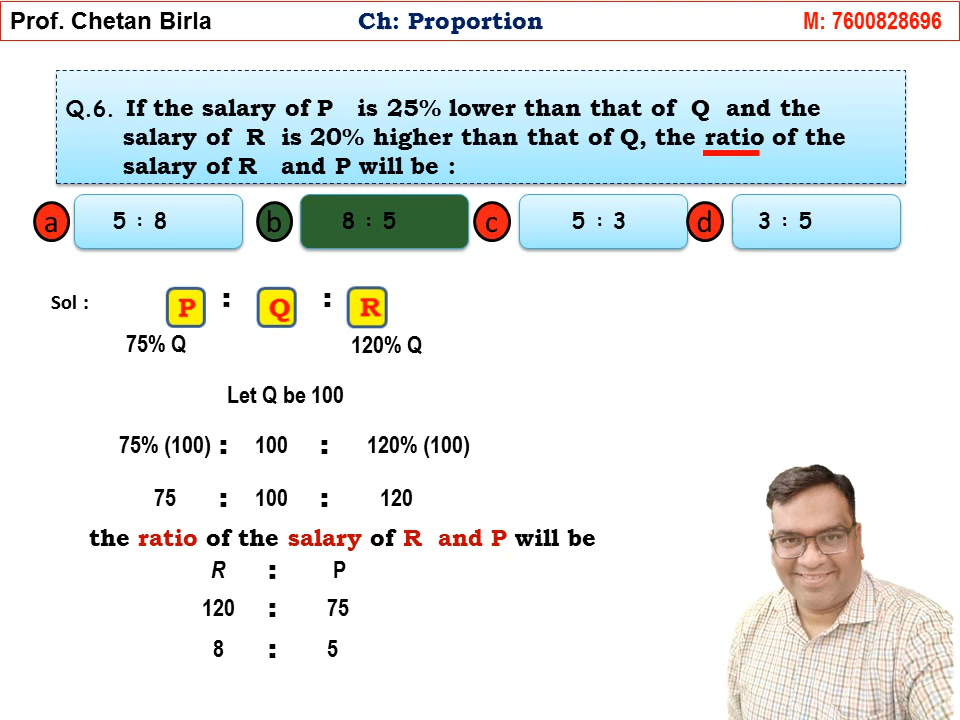 Prof. Chetan Birla Ch: Proportion M: 7600828696
Q.6. If the salary of P is 25% lower than that of Q and the
salary of R is 20% higher than that of Q, the ratio of the
salary of R and P will be :
a 5 : 8 b 8 : 5 c 5 : 3 d 3 : 5
Sol : P : Q : R
75% Q 120% Q
Let Q be 100
75% (100) : 100 : 120% (100)
75 : 100 : 120
the ratio of the salary of R and P will be
R : P
120 : 75
8 : 5